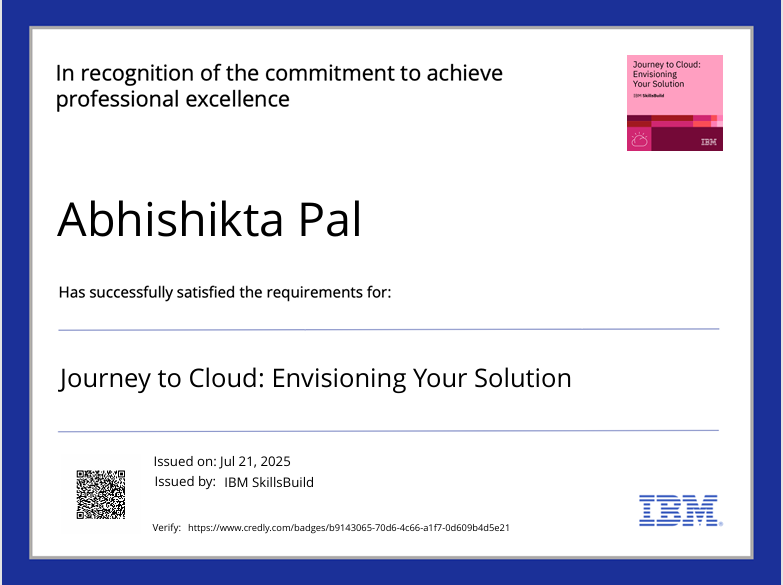 In recognition of the commitment to achieve
professional excellence
Journey to Cloud:
Envisioning
Your Solution
IBM SkillsBuild
IBM
Abhishikta Pal
Has successfully satisfied the requirements for:
Journey to Cloud: Envisioning Your Solution
Issued on: Jul 21, 2025
Issued by: IBM SkillsBuild
Verify: https://www.credly.com/badges/b9143065-70d6-4c66-a1f7-0d609b4d5e21
IBM®